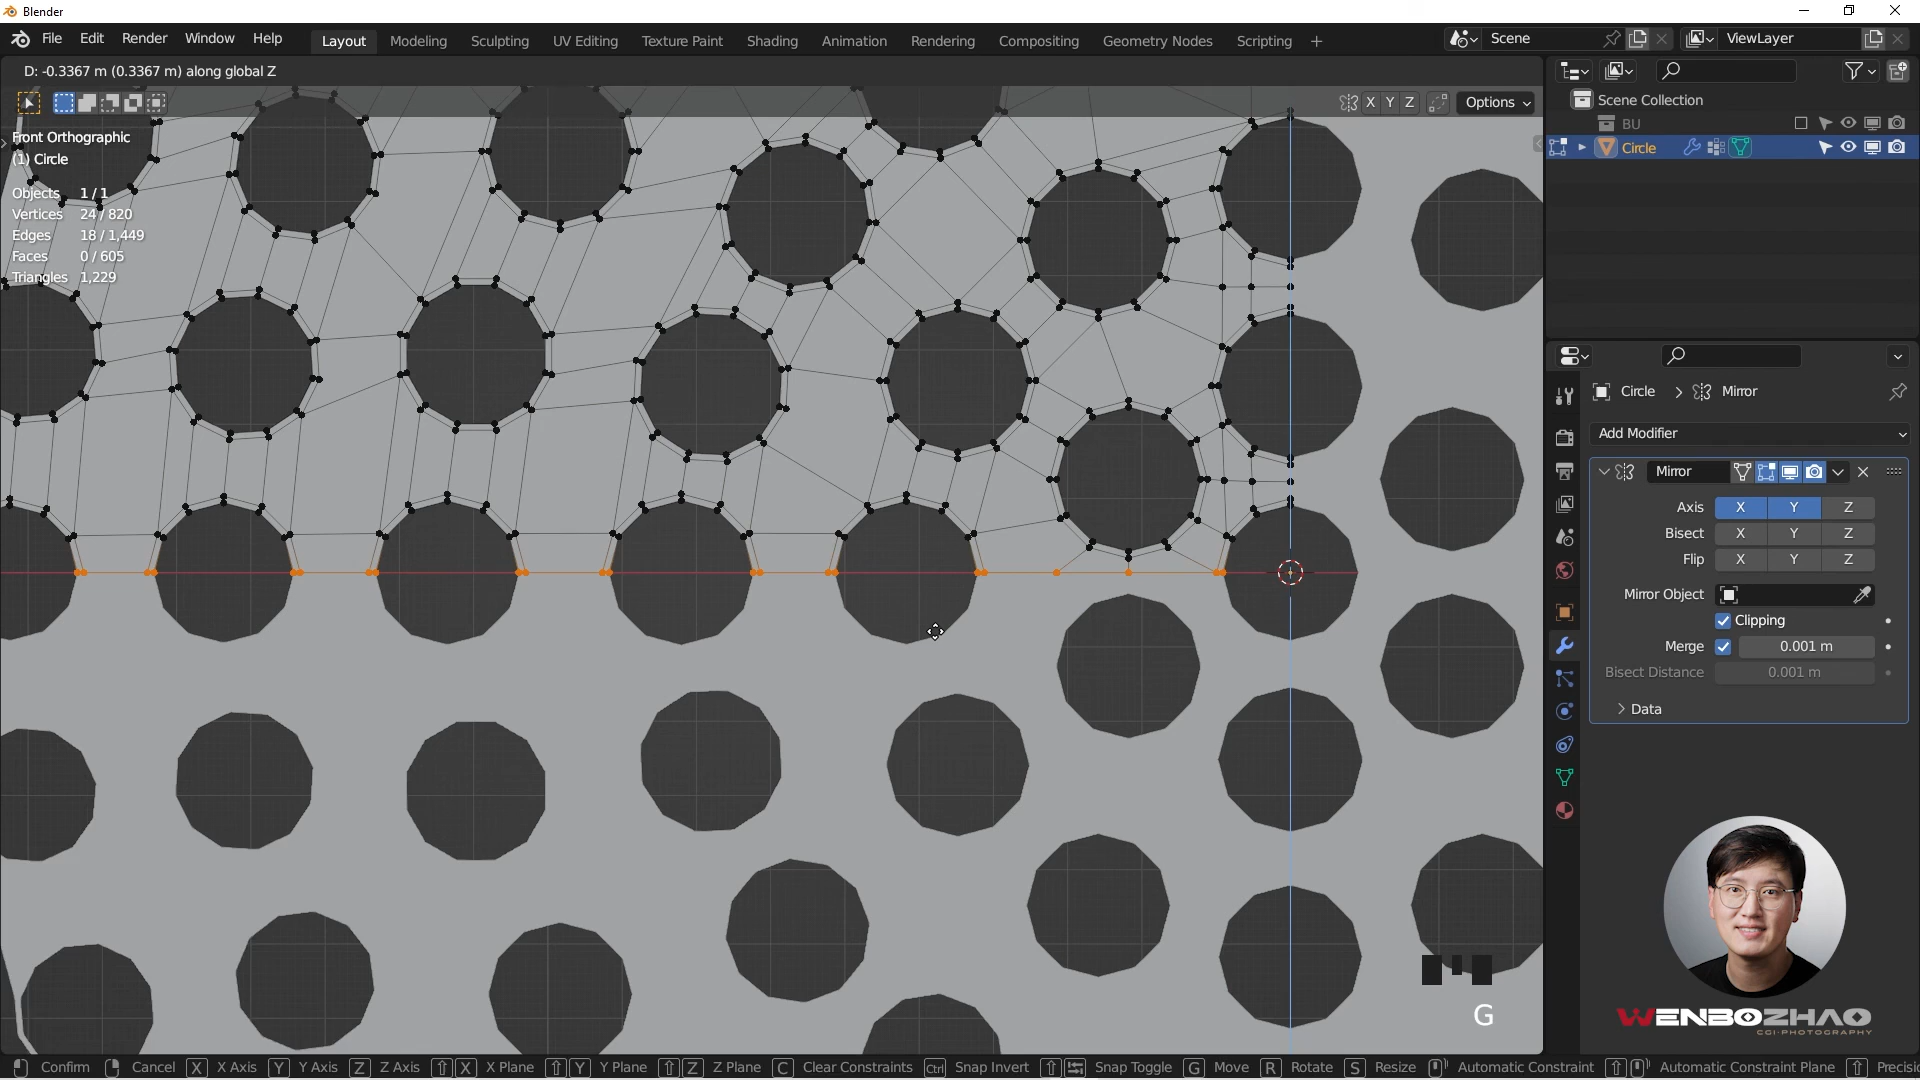 Blender
File Edit Render Window Help
Layout Modeling Sculpting UV Editing Texture Paint Shading Animation Rendering Compositing Geometry Nodes Scripting +
Scene
ViewLayer
D: -0.3367 m (0.3367 m) along global Z
X Y Z
Options
Front Orthographic
(1) Circle
Objects 1 / 1
Vertices 24 / 820
Edges 18 / 1,449
Faces 0 / 605
Triangles 1,229
Scene Collection
BU
Circle
Circle > Mirror
Add Modifier
Mirror
Axis X Y Z
Bisect X Y Z
Flip X Y Z
Mirror Object
Clipping
Merge 0.001 m
Bisect Distance 0.001 m
Data
G
WENBOZHAO
CGI-PHOTOGRAPHY
Confirm Cancel X X Axis Y Y Axis Z Z Axis X X Plane Y Y Plane Z Z Plane C Clear Constraints Ctrl Snap Invert Snap Toggle G Move R Rotate S Resize Automatic Constraint Automatic Constraint Plane Precisio